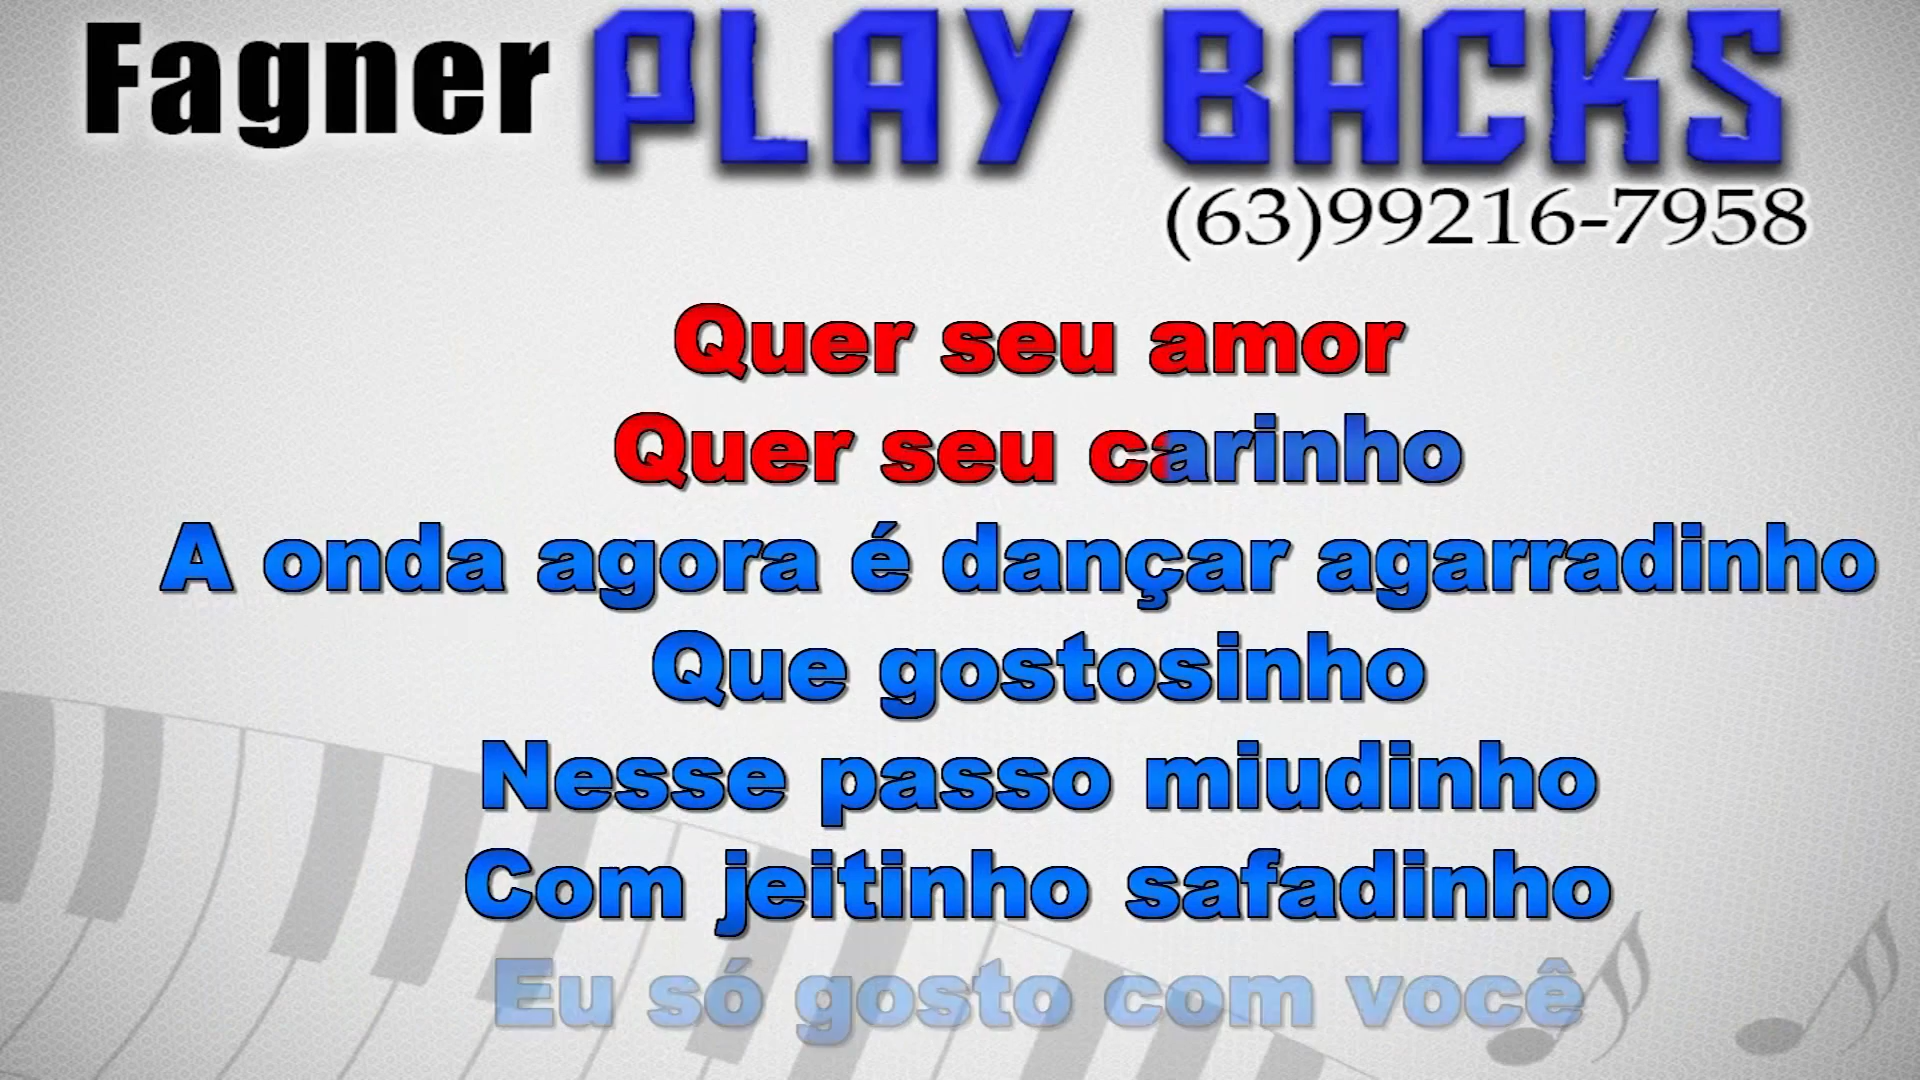 Fagner PLAY BACKS
(63)99216-7958
Quer seu amor
Quer seu carinho
A onda agora é dançar agarradinho
Que gostosinho
Nesse passo miudinho
Com jeitinho safadinho
Eu só gosto com você